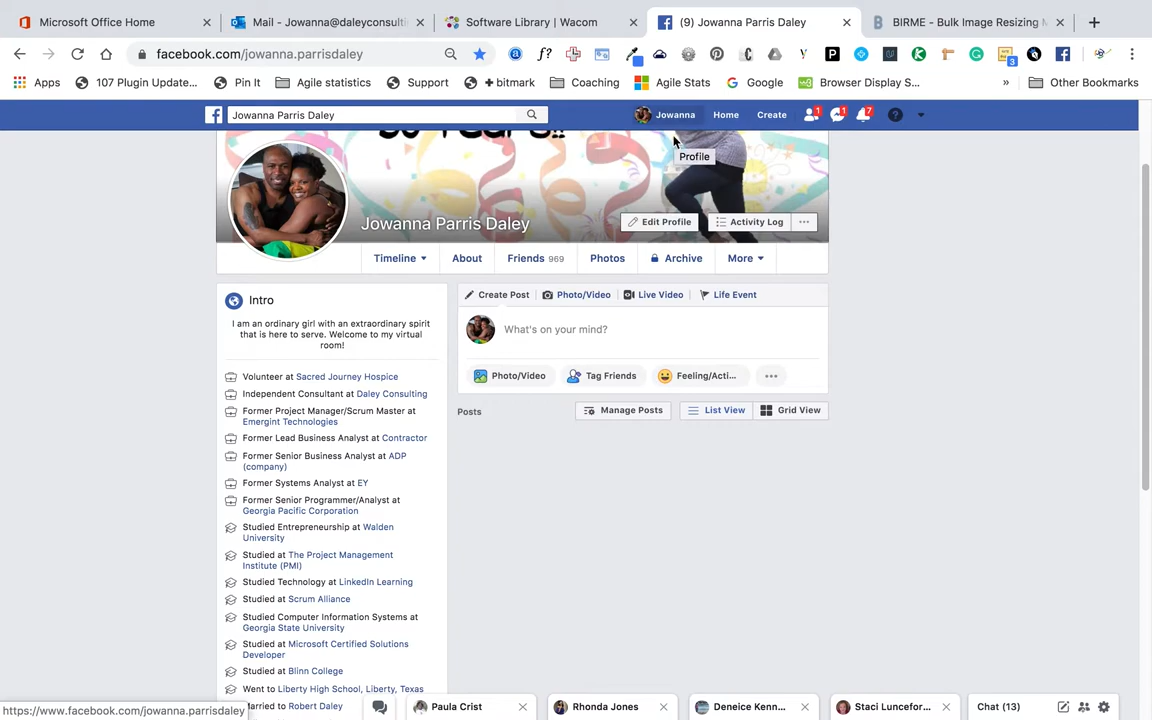 Microsoft Office Home
Mail - Jowanna@daleyconsulti
Software Library | Wacom
(9) Jowanna Parris Daley
BIRME - Bulk Image Resizing M
facebook.com/jowanna.parrisdaley
f?
3
Apps
107 Plugin Update...
Pin It
Agile statistics
Support
+ bitmark
Coaching
Agile Stats
Google
Browser Display S...
»
Other Bookmarks
Jowanna Parris Daley
Jowanna
Home
Create
1
1
7
Profile
Jowanna Parris Daley
Edit Profile
Activity Log
Timeline
About
Friends 969
Photos
Archive
More
Intro
I am an ordinary girl with an extraordinary spirit
that is here to serve. Welcome to my virtual
room!
Volunteer at Sacred Journey Hospice
Independent Consultant at Daley Consulting
Former Project Manager/Scrum Master at
Emergint Technologies
Former Lead Business Analyst at Contractor
Former Senior Business Analyst at ADP
(company)
Former Systems Analyst at EY
Former Senior Programmer/Analyst at
Georgia Pacific Corporation
Studied Entrepreneurship at Walden
University
Studied at The Project Management
Institute (PMI)
Studied Technology at LinkedIn Learning
Studied at Scrum Alliance
Studied Computer Information Systems at
Georgia State University
Studied at Microsoft Certified Solutions
Developer
Studied at Blinn College
Went to Liberty High School, Liberty, Texas
Married to Robert Daley
Create Post
Photo/Video
Live Video
Life Event
What's on your mind?
Photo/Video
Tag Friends
Feeling/Acti...
Posts
Manage Posts
List View
Grid View
https://www.facebook.com/jowanna.parrisdaley
Paula Crist
Rhonda Jones
Deneice Kenn...
Staci Luncefor...
Chat (13)